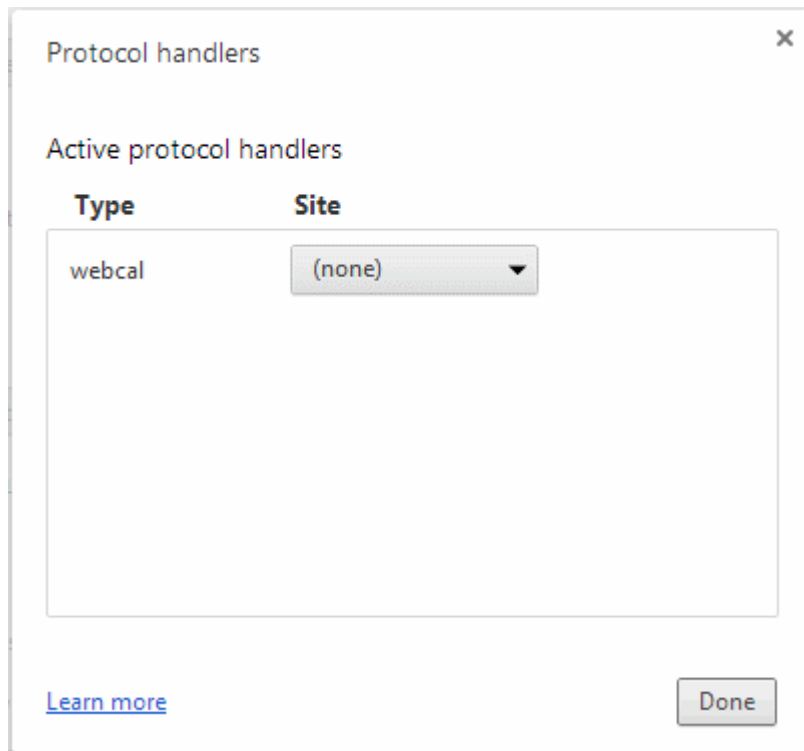 Protocol handlers
Active protocol handlers
Type Site
webcal (none)
Learn more Done